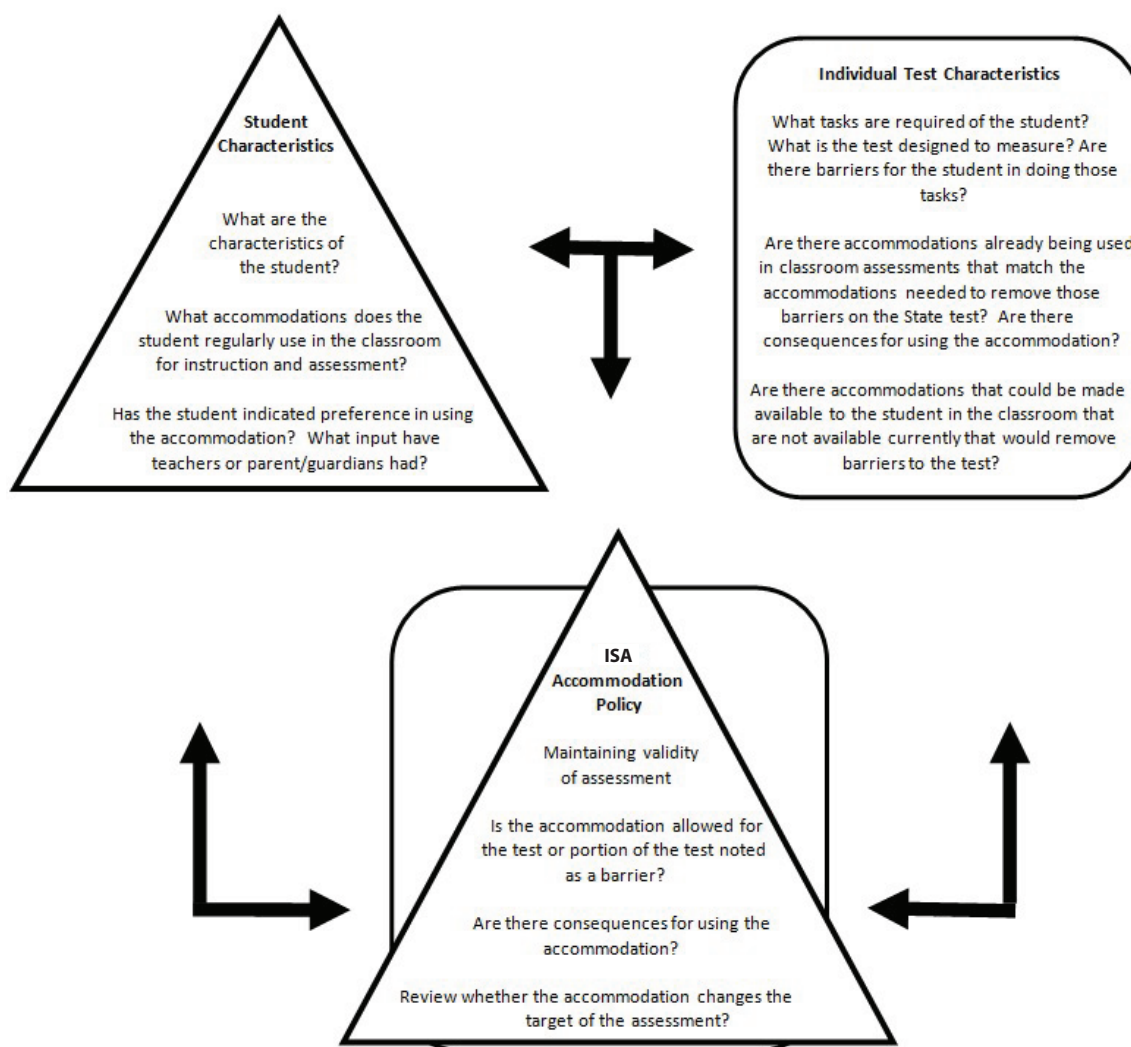 Student
Characteristics
What are the
characteristics of
the student?
What accommodations does the
student regularly use in the classroom
for instruction and assessment?
Has the student indicated preference in using
the accommodation? What input have
teachers or parent/guardians had?
Individual Test Characteristics
What tasks are required of the student?
What is the test designed to measure? Are
there barriers for the student in doing those
tasks?
Are there accommodations already being used
in classroom assessments that match the
accommodations needed to remove those
barriers on the State test? Are there
consequences for using the accommodation?
Are there accommodations that could be made
available to the student in the classroom that
are not available currently that would remove
barriers to the test?
ISA
Accommodation
Policy
Maintaining validity
of assessment
Is the accommodation allowed for
the test or portion of the test noted
as a barrier?
Are there consequences for using the
accommodation?
Review whether the accommodation changes the
target of the assessment?